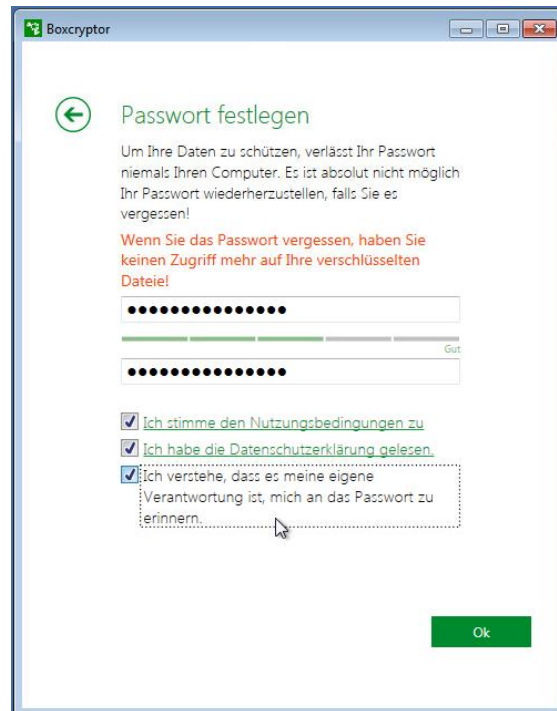 Boxcryptor
Passwort festlegen
Um Ihre Daten zu schützen, verlässt Ihr Passwort
niemals Ihren Computer. Es ist absolut nicht möglich
Ihr Passwort wiederherzustellen, falls Sie es
vergessen!
Wenn Sie das Passwort vergessen, haben Sie
keinen Zugriff mehr auf Ihre verschlüsselten
Dateie!
●●●●●●●●●●●●●●●
Gut
●●●●●●●●●●●●●●●
Ich stimme den Nutzungsbedingungen zu
Ich habe die Datenschutzerklärung gelesen.
Ich verstehe, dass es meine eigene
Verantwortung ist, mich an das Passwort zu
erinnern.
Ok